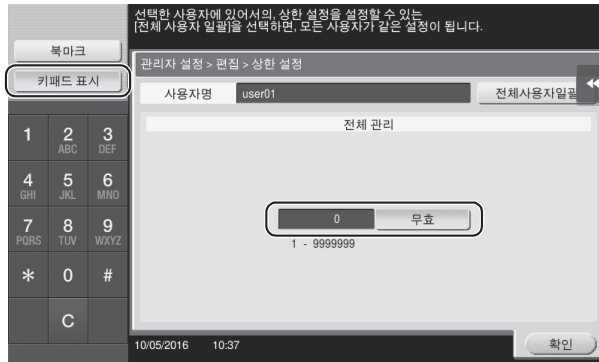 선택한 사용자에 있어서의, 상한 설정을 설정할 수 있는
[전체 사용자 일괄]을 선택하면, 모든 사용자가 같은 설정이 됩니다.
북마크
키패드 표시
관리자 설정 > 편집 > 상한 설정
사용자명 user01 전체사용자일괄
전체 관리
1 2 ABC 3 DEF
4 GHI 5 JKL 6 MNO
7 PQRS 8 TUV 9 WXYZ
* 0 #
C
0 무효
1 - 9999999
10/05/2016 10:37
확인